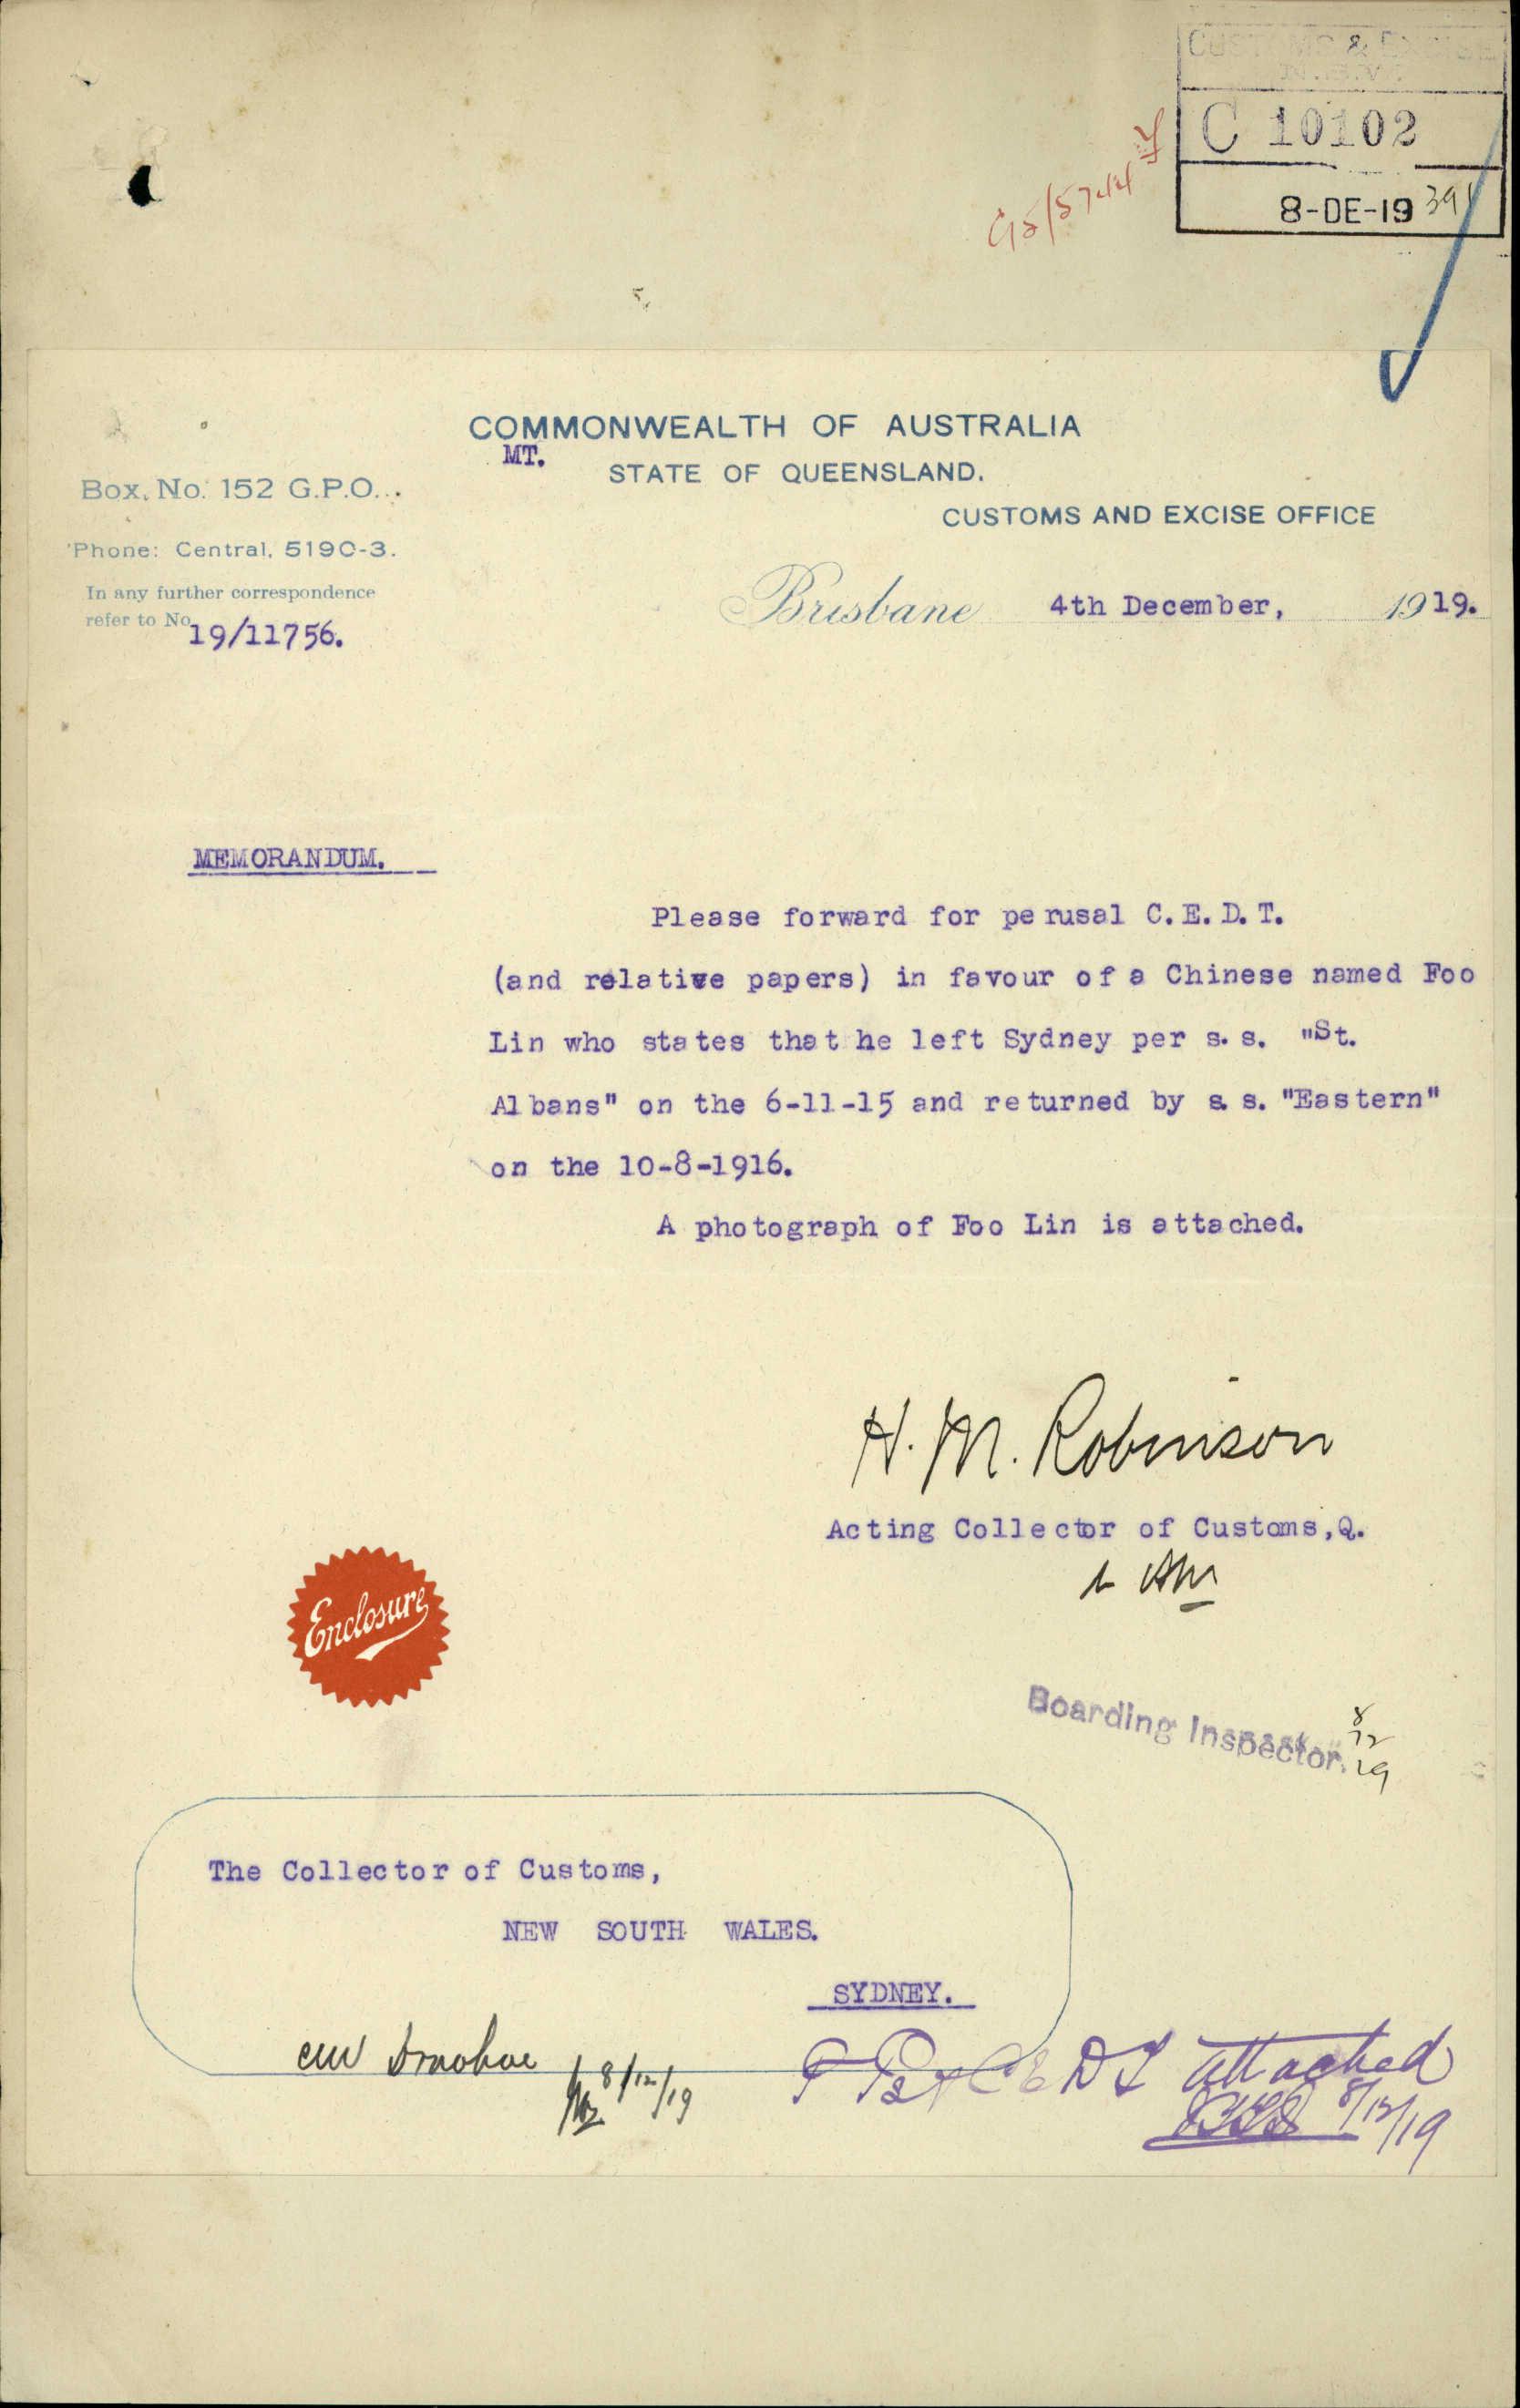 CUSTOMS & EXCISE
N.S.W.
C 10102
8-DE-19
COMMONWEALTH OF AUSTRALIA
MT.
STATE OF QUEENSLAND.
CUSTOMS AND EXCISE OFFICE
Box. No. 152 G.P.O...
'Phone: Central, 5190-3.
In any further correspondence
refer to No 19/11756.
Brisbane 4th December, 1919.
MEMORANDUM.
Please forward for perusal C.E.D.T.
(and relative papers) in favour of a Chinese named Foo
Lin who states that he left Sydney per s.s. "St.
Albans" on the 6-11-15 and returned by s.s. "Eastern"
on the 10-8-1916.
A photograph of Foo Lin is attached.
H. M. Robinson
Acting Collector of Customs,Q.
Enclosure
Boarding Inspector. 8/12/19
The Collector of Customs,
NEW SOUTH WALES.
SYDNEY.
8/12/19
CEDT attached
8/12/19